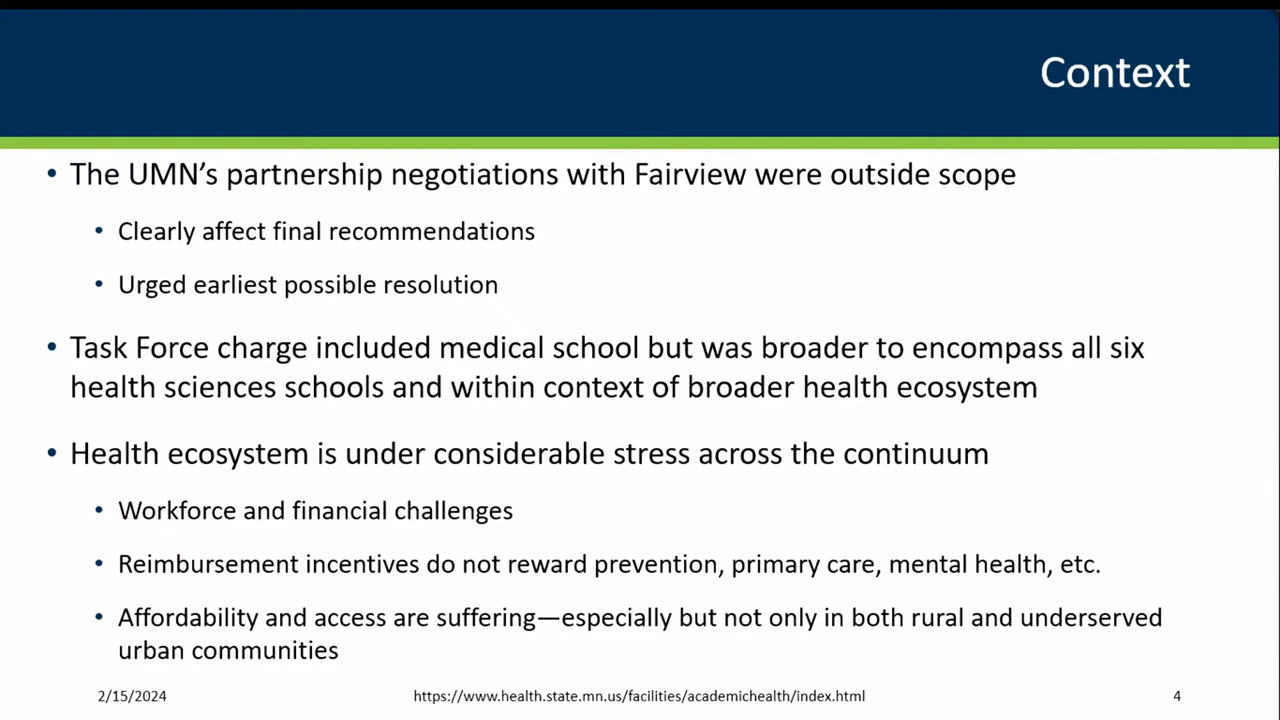 Context
• The UMN’s partnership negotiations with Fairview were outside scope
• Clearly affect final recommendations
• Urged earliest possible resolution
• Task Force charge included medical school but was broader to encompass all six
health sciences schools and within context of broader health ecosystem
• Health ecosystem is under considerable stress across the continuum
• Workforce and financial challenges
• Reimbursement incentives do not reward prevention, primary care, mental health, etc.
• Affordability and access are suffering—especially but not only in both rural and underserved
urban communities
2/15/2024 https://www.health.state.mn.us/facilities/academichealth/index.html 4